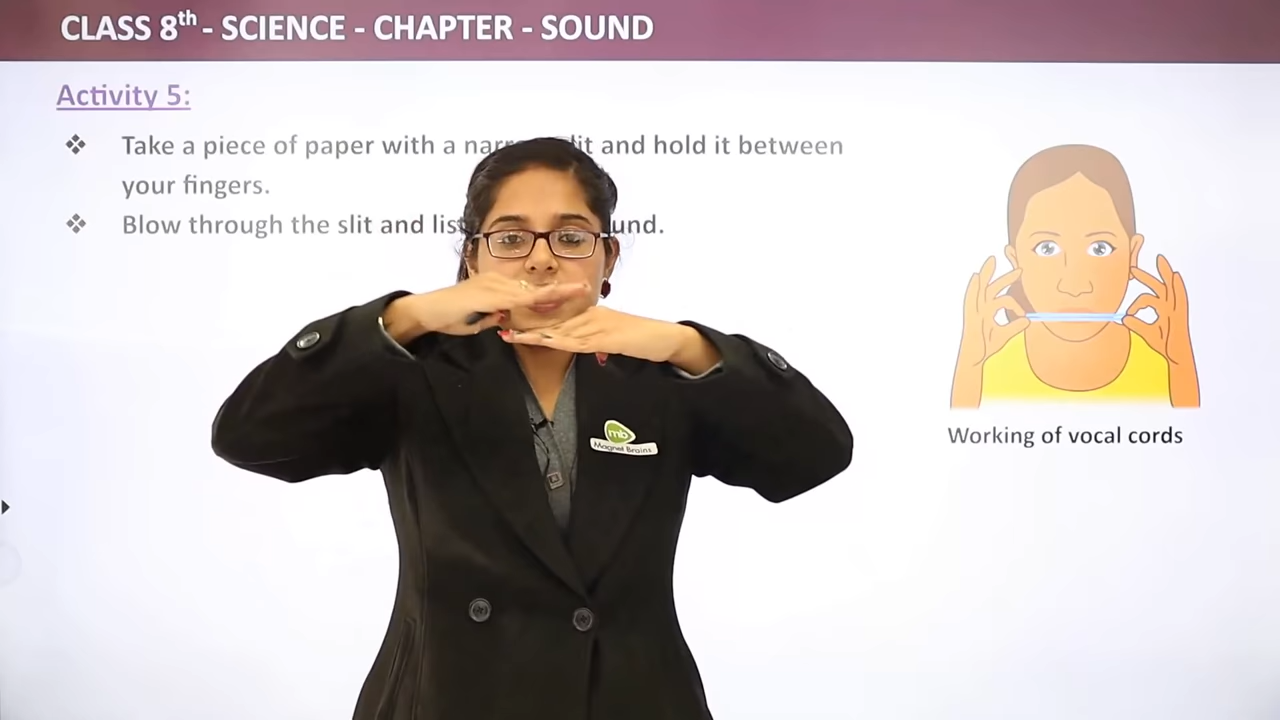 CLASS 8th - SCIENCE - CHAPTER - SOUND
Activity 5:
Take a piece of paper with a and hold it between
your fingers.
Blow through the slit and
Working of vocal cords
mb
Magnet Brains